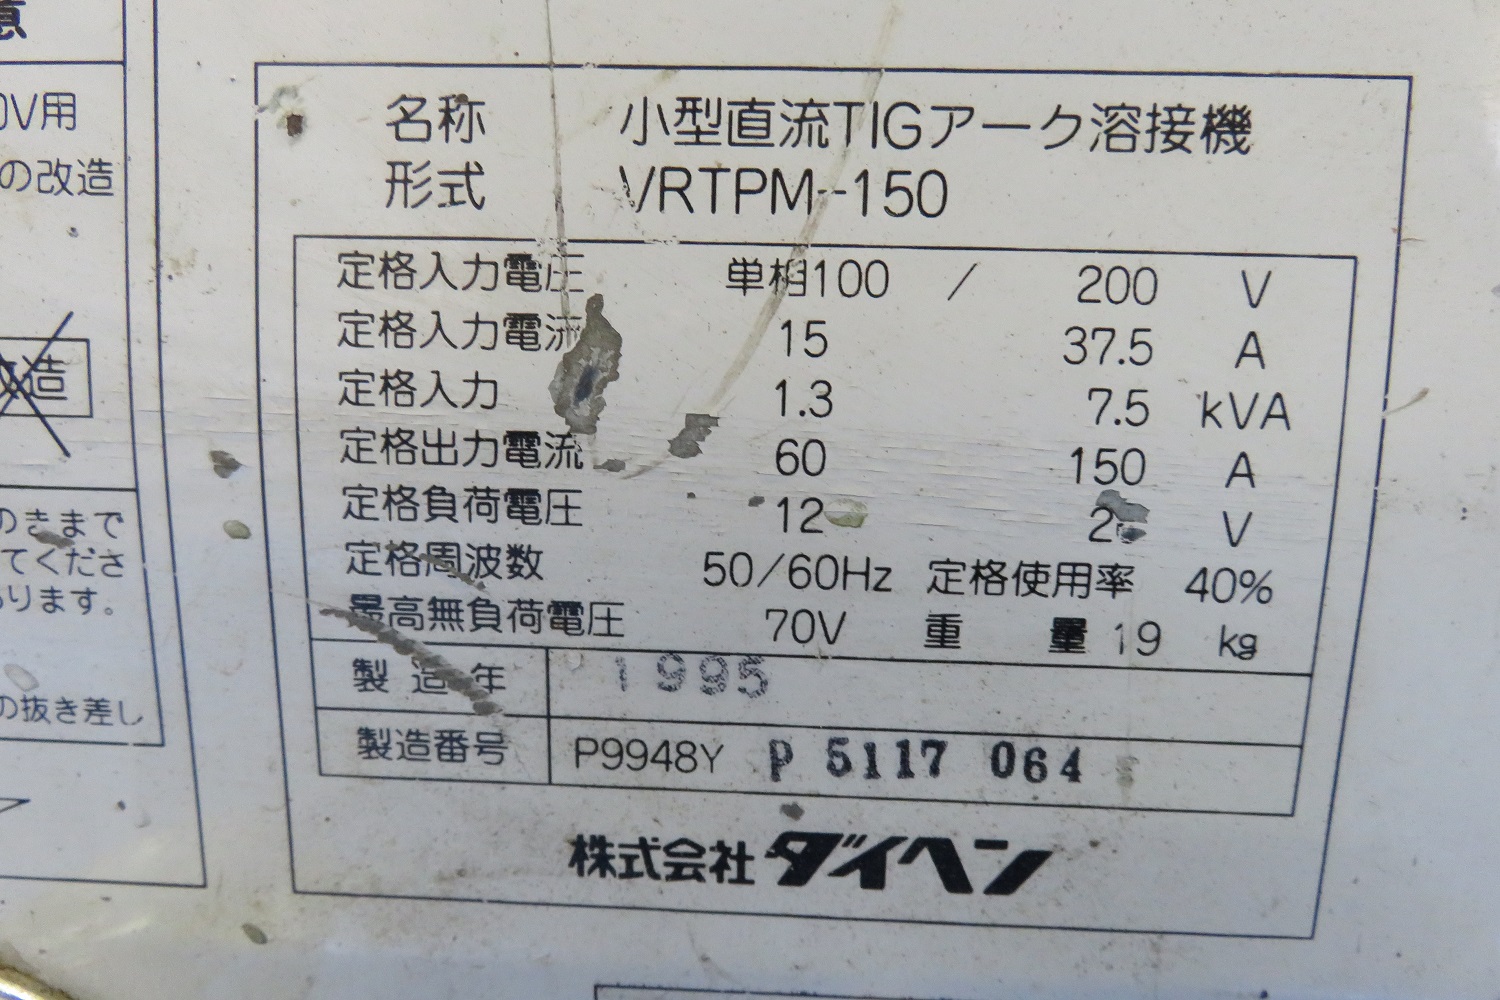 意
0V用
の改造
造
のきまで
てくださ
ります。
の抜き差し
名称 小型直流TIGアーク溶接機
形式 VRTPM-150
定格入力電圧 単相100 / 200 V
定格入力電流 15 37.5 A
定格入力 1.3 7.5 kVA
定格出力電流 60 150 A
定格負荷電圧 12 V
定格周波数 50/60Hz 定格使用率 40%
最高無負荷電圧 70V 重量 19 kg
製造年 1995
製造番号 P9948Y P 5117 064
株式会社ダイヘン